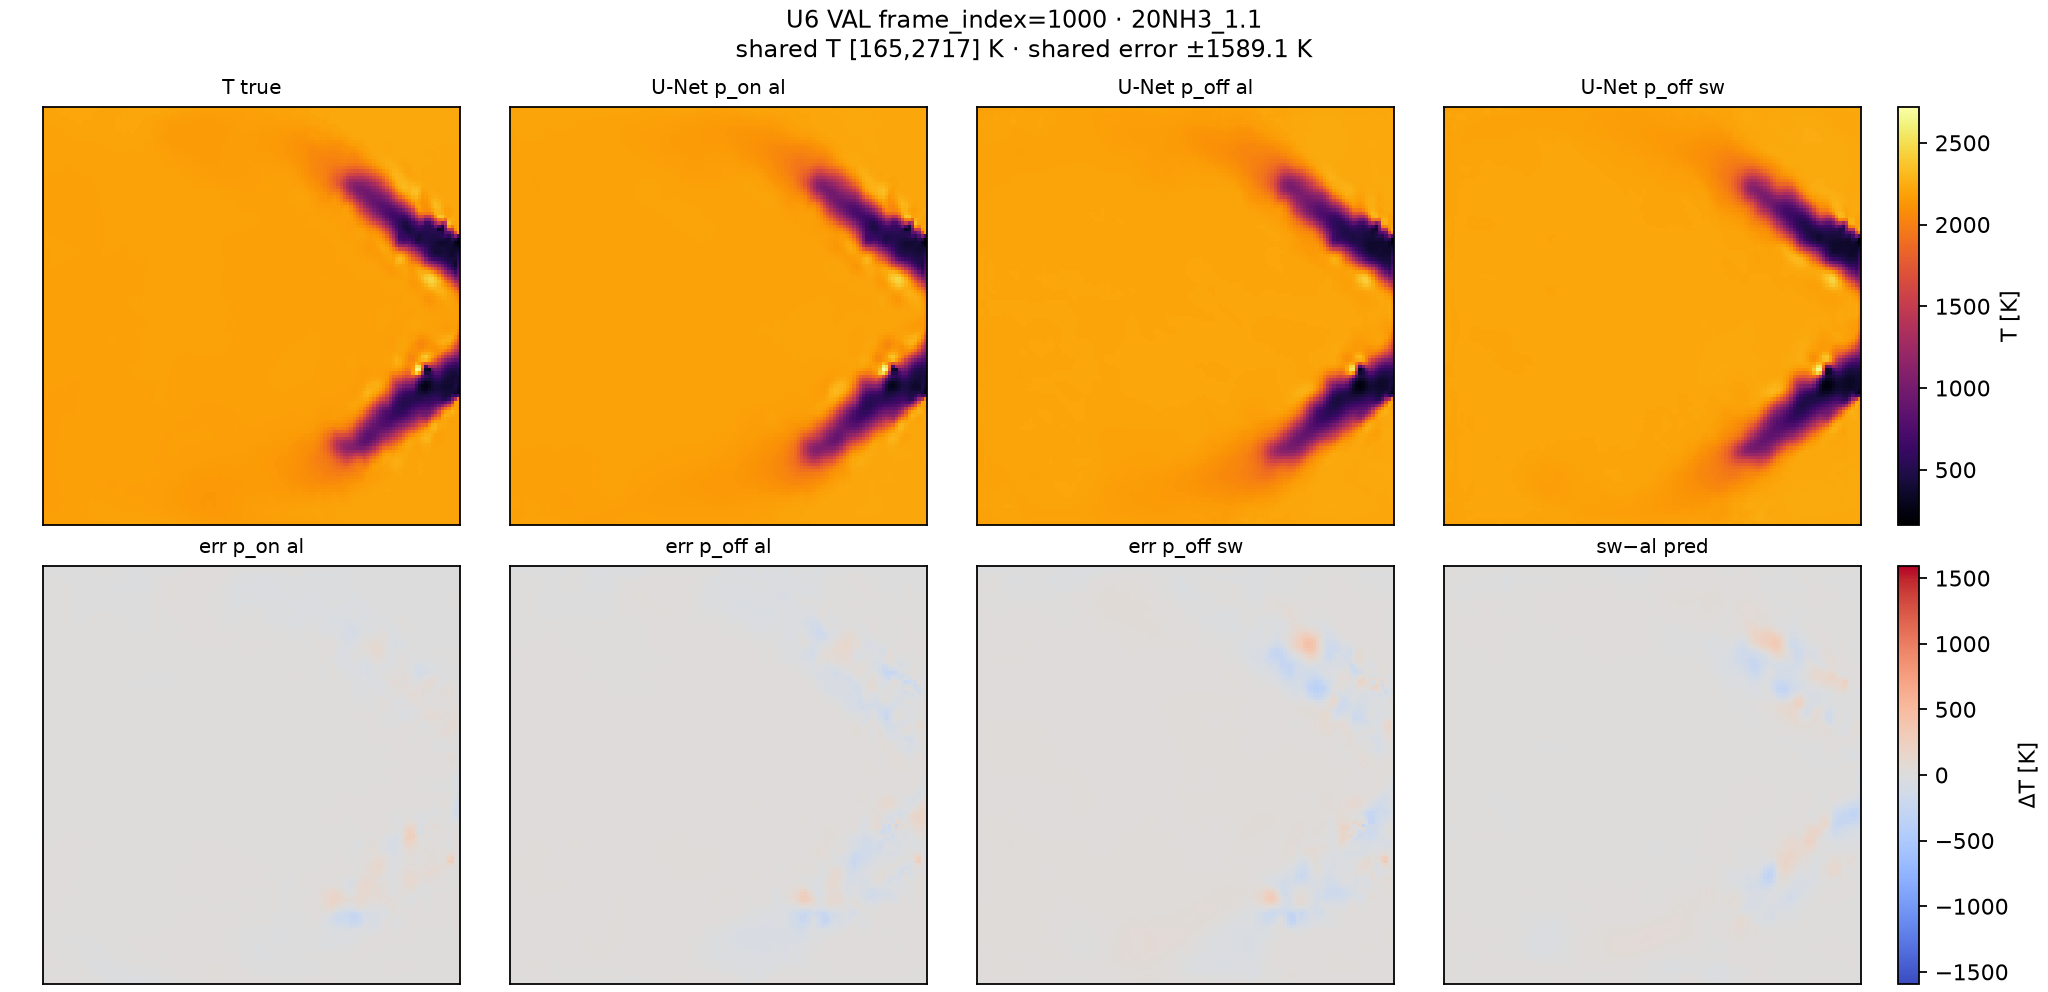 U6 VAL frame_index=1000 · 20NH3_1.1
shared T [165,2717] K · shared error ±1589.1 K
T true
U-Net p_on al
U-Net p_off al
U-Net p_off sw
2500
2000
1500
1000
500
T [K]
err p_on al
err p_off al
err p_off sw
sw−al pred
1500
1000
500
0
−500
−1000
−1500
ΔT [K]